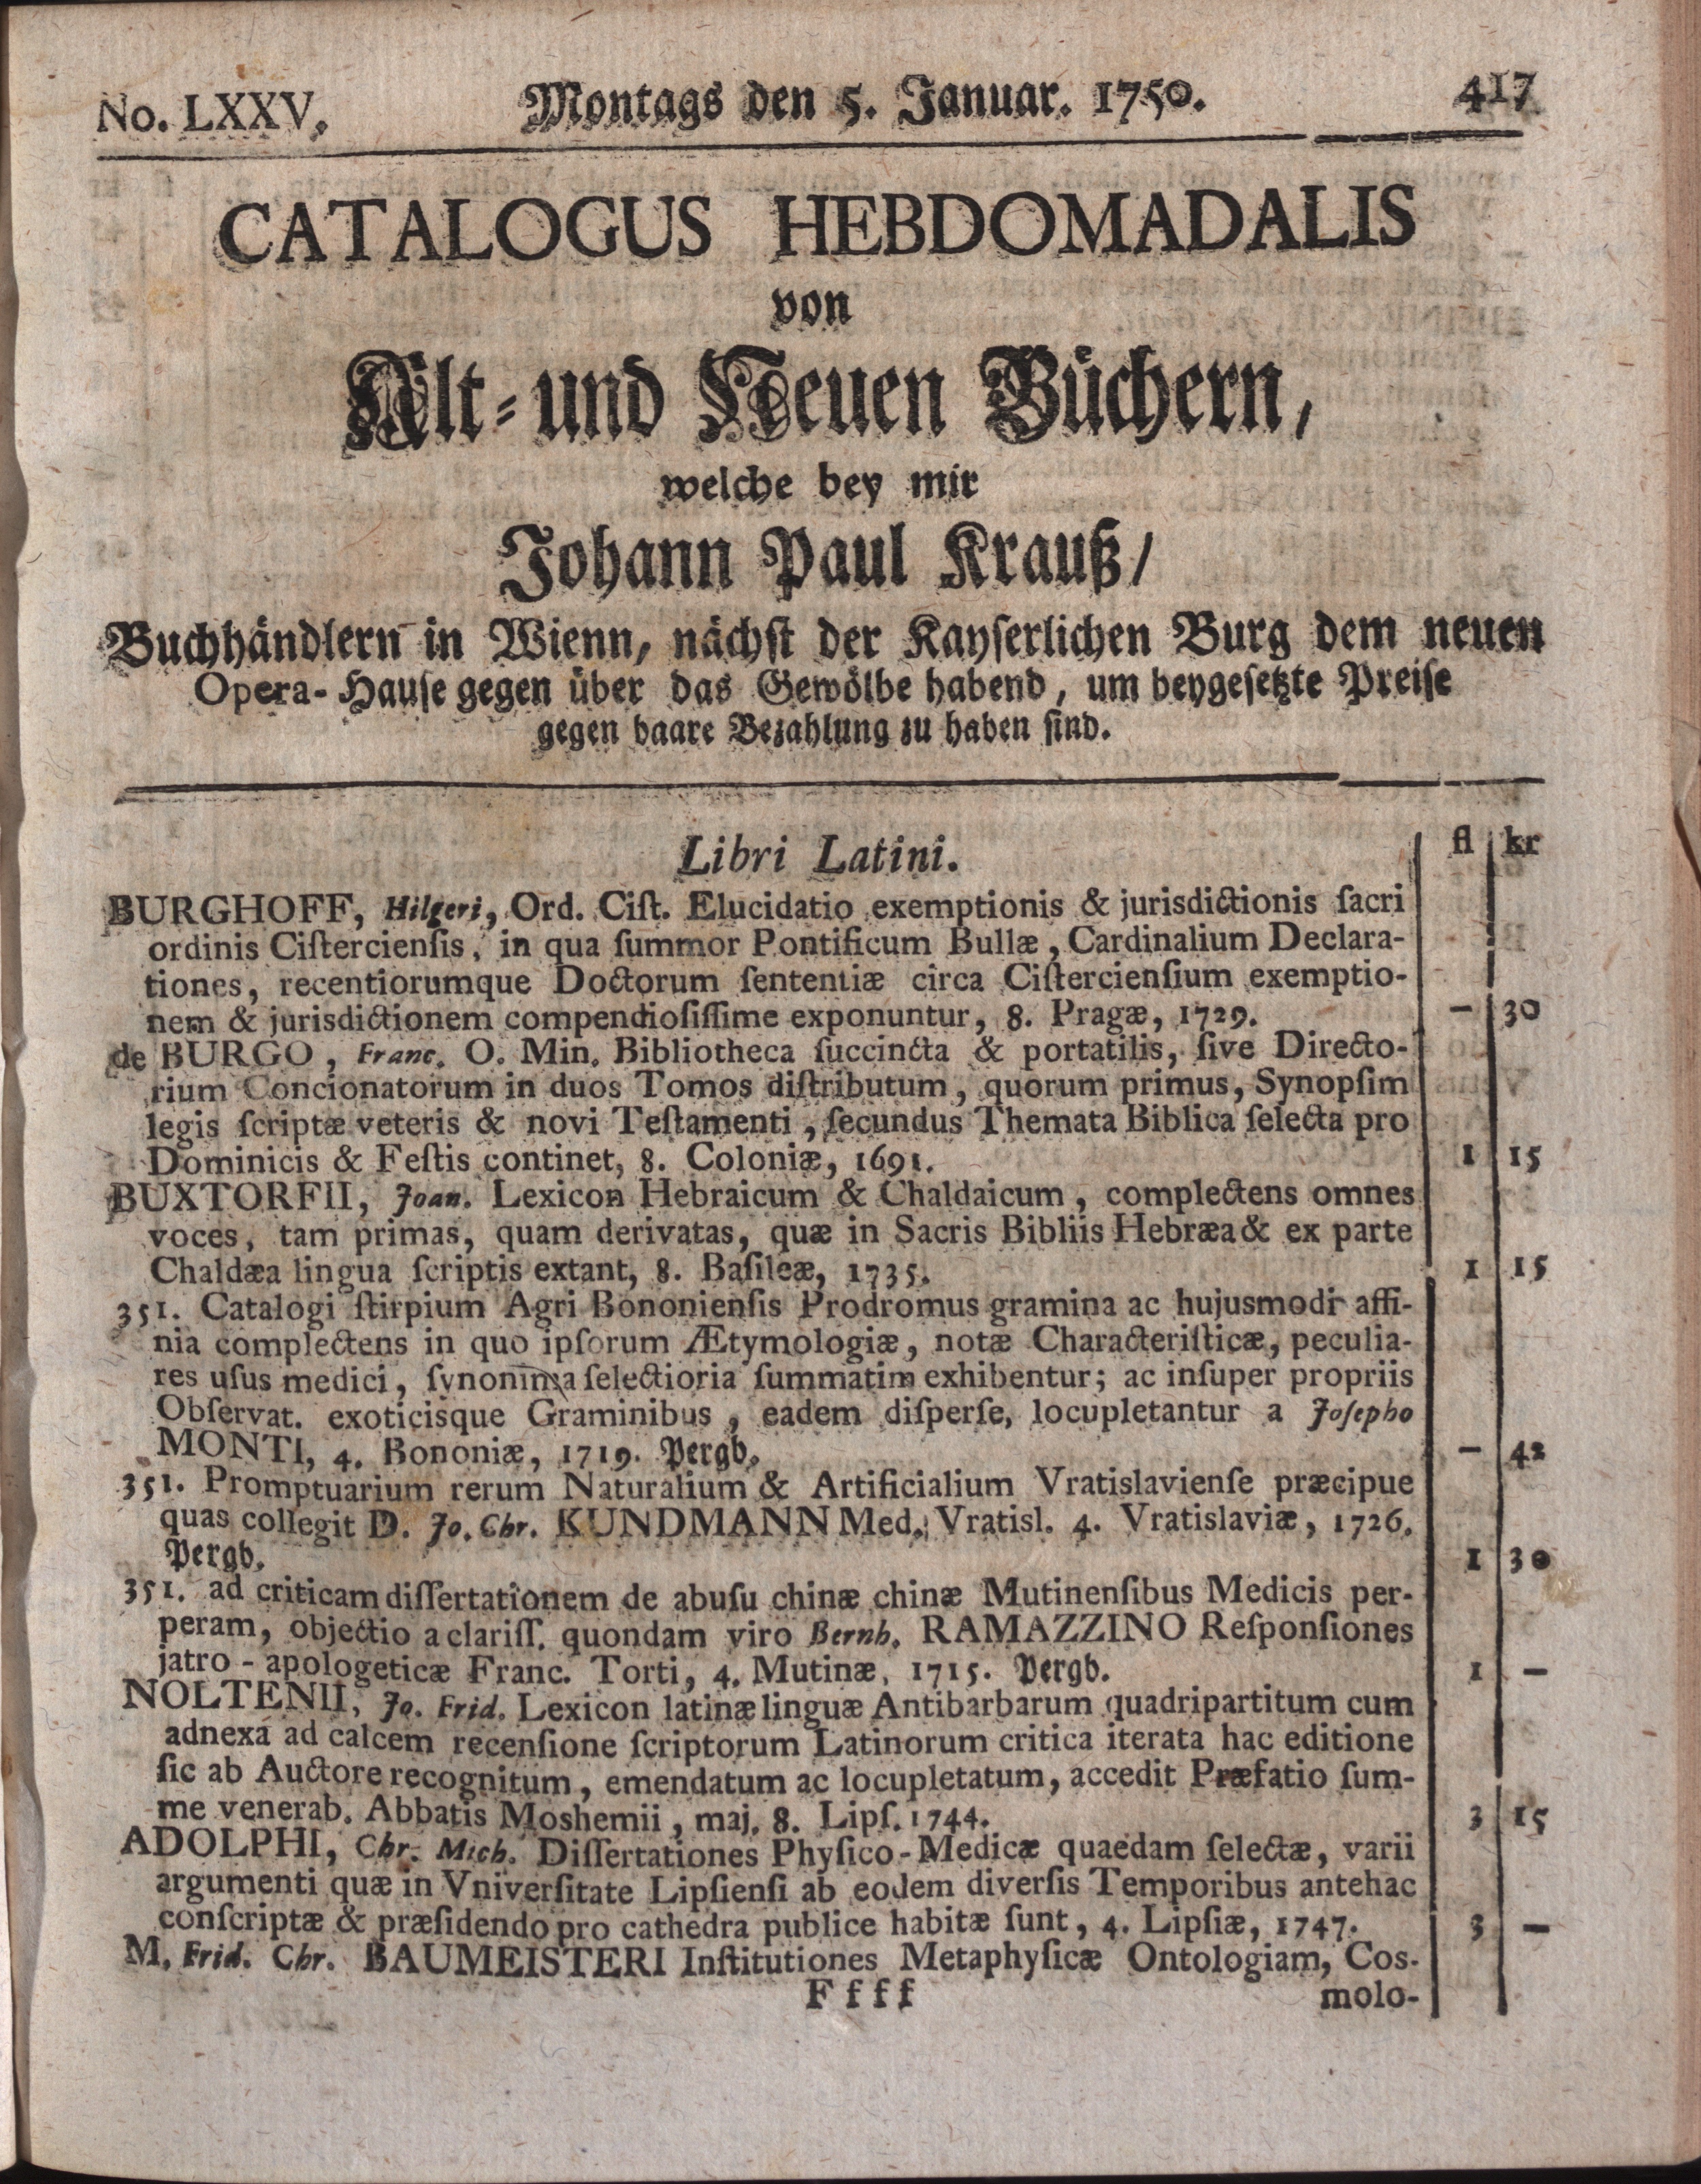 No. LXXV.
Montags den 5. Januar. 1750.
417
CATALOGUS HEBDOMADALIS
von
Alt- und Neuen Büchern,
welche bey mir
Johann Paul Krauß/
Buchhändlern in Wienn, nächst der Kayserlichen Burg dem neuen
Opera-Hause gegen über das Gewölbe habend, um beygesetzte Preise
gegen baare Bezahlung zu haben sind.
Libri Latini. fl kr
BURGHOFF, Hilgeri, Ord. Ciſt. Elucidatio exemptionis & jurisdictionis ſacri
ordinis Ciſtercienſis, in qua ſummor Pontificum Bullæ, Cardinalium Declara-
tiones, recentiorumque Doctorum ſententiæ circa Ciſtercienſium exemptio-
nem & jurisdictionem compendioſiſſime exponuntur, 8. Pragæ, 1729. – 30
de BURGO, Franc. O. Min. Bibliotheca ſuccincta & portatilis, ſive Directo-
rium Concionatorum in duos Tomos diſtributum, quorum primus, Synopſim
legis ſcriptæ veteris & novi Teſtamenti, ſecundus Themata Biblica ſelecta pro
Dominicis & Feſtis continet, 8. Coloniæ, 1691. 1 15
BUXTORFII, Joan. Lexicon Hebraicum & Chaldaicum, complectens omnes
voces, tam primas, quam derivatas, quæ in Sacris Bibliis Hebræa & ex parte
Chaldæa lingua ſcriptis extant, 8. Baſileæ, 1735. 1 15
351. Catalogi ſtirpium Agri Bononienſis Prodromus gramina ac hujusmodi affi-
nia complectens in quo ipſorum Ætymologiæ, notæ Characteriſticæ, peculia-
res uſus medici, ſynonima ſelectioria ſummatim exhibentur; ac inſuper propriis
Obſervat. exoticisque Graminibus, eadem diſperſe, locupletantur a Joſepho
MONTI, 4. Bononiæ, 1719. Pergb. – 42
351. Promptuarium rerum Naturalium & Artificialium Vratislavienſe præcipue
quas collegit D. Jo. Chr. KUNDMANN Med. Vratisl. 4. Vratislaviæ, 1726.
Pergb. 1 30
351. ad criticam diſſertationem de abuſu chinæ chinæ Mutinenſibus Medicis per-
peram, objectio a clariſſ. quondam viro Bernh. RAMAZZINO Reſponſiones
jatro-apologeticæ Franc. Torti, 4. Mutinæ, 1715. Pergb. 1 –
NOLTENII, Jo. Frid. Lexicon latinæ linguæ Antibarbarum quadripartitum cum
adnexa ad calcem recenſione ſcriptorum Latinorum critica iterata hac editione
ſic ab Auctore recognitum, emendatum ac locupletatum, accedit Præfatio ſum-
me venerab. Abbatis Moshemii, maj. 8. Lipſ. 1744. 3 15
ADOLPHI, Chr. Mich. Diſſertationes Phyſico-Medicæ quaedam ſelectæ, varii
argumenti quæ in Vniverſitate Lipſienſi ab eodem diverſis Temporibus antehac
conſcriptæ & præſidendo pro cathedra publice habitæ ſunt, 4. Lipſiæ, 1747. 3 –
M. Frid. Chr. BAUMEISTERI Inſtitutiones Metaphyſicæ Ontologiam, Cos-
Ffff molo-